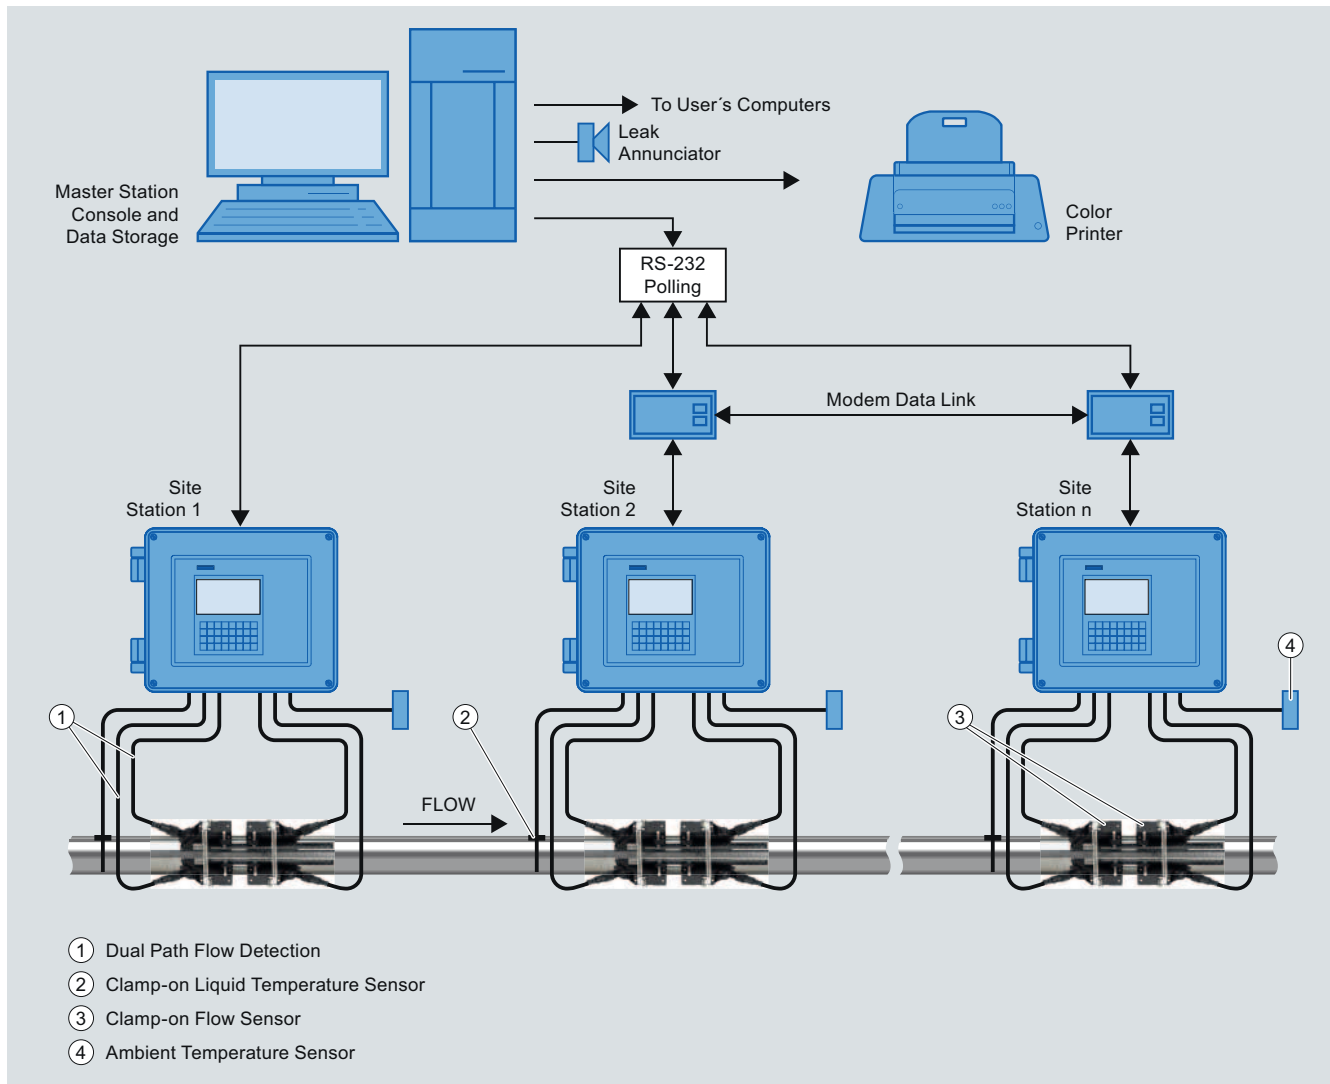 To User´s Computers
Leak
Annunciator
Master Station
Console and
Data Storage
Color
Printer
RS-232
Polling
Modem Data Link
Site
Station 1
Site
Station 2
Site
Station n
4
1
2
3
FLOW
1 Dual Path Flow Detection
2 Clamp-on Liquid Temperature Sensor
3 Clamp-on Flow Sensor
4 Ambient Temperature Sensor